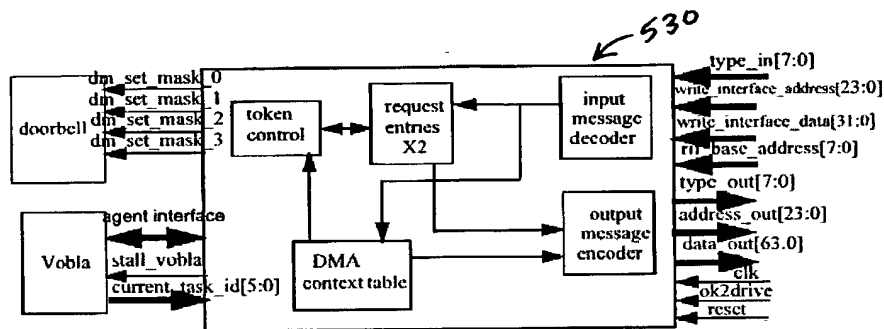 530
dm_set_mask_0
dm_set_mask_1
dm_set_mask_2
dm_set_mask_3
doorbell
token
control
request
entries
X2
input
message
decoder
type_in[7:0]
write_interface_address[23:0]
write_interface_data[31:0]
rif_base_address[7:0]
type_out[7:0]
address_out[23:0]
data_out[63.0]
clk
ok2drive
reset
agent interface
Vobla
stall_vobla
current_task_id[5:0]
DMA
context table
output
message
encoder